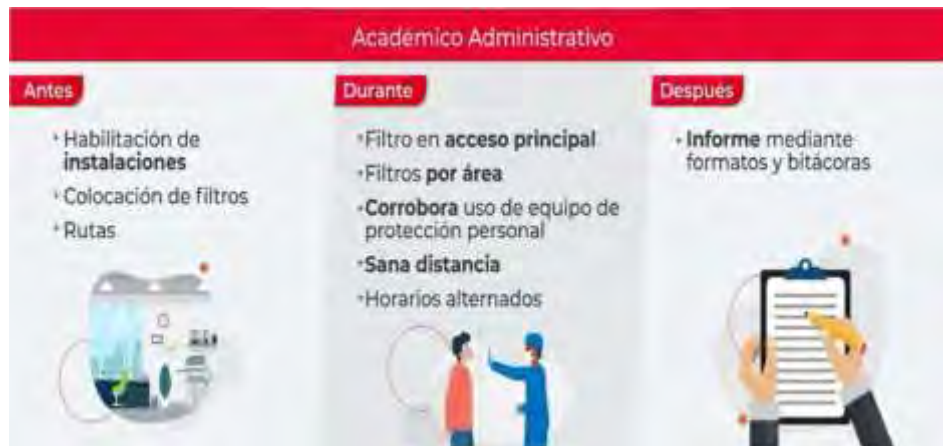 Académico Administrativo
Antes
Habilitación de
instalaciones
Colocación de filtros
Rutas
Durante
Filtro en acceso principal
Filtros por área
Corrobora uso de equipo de
protección personal
Sana distancia
Horarios alternados
Después
Informe mediante
formatos y bitácoras